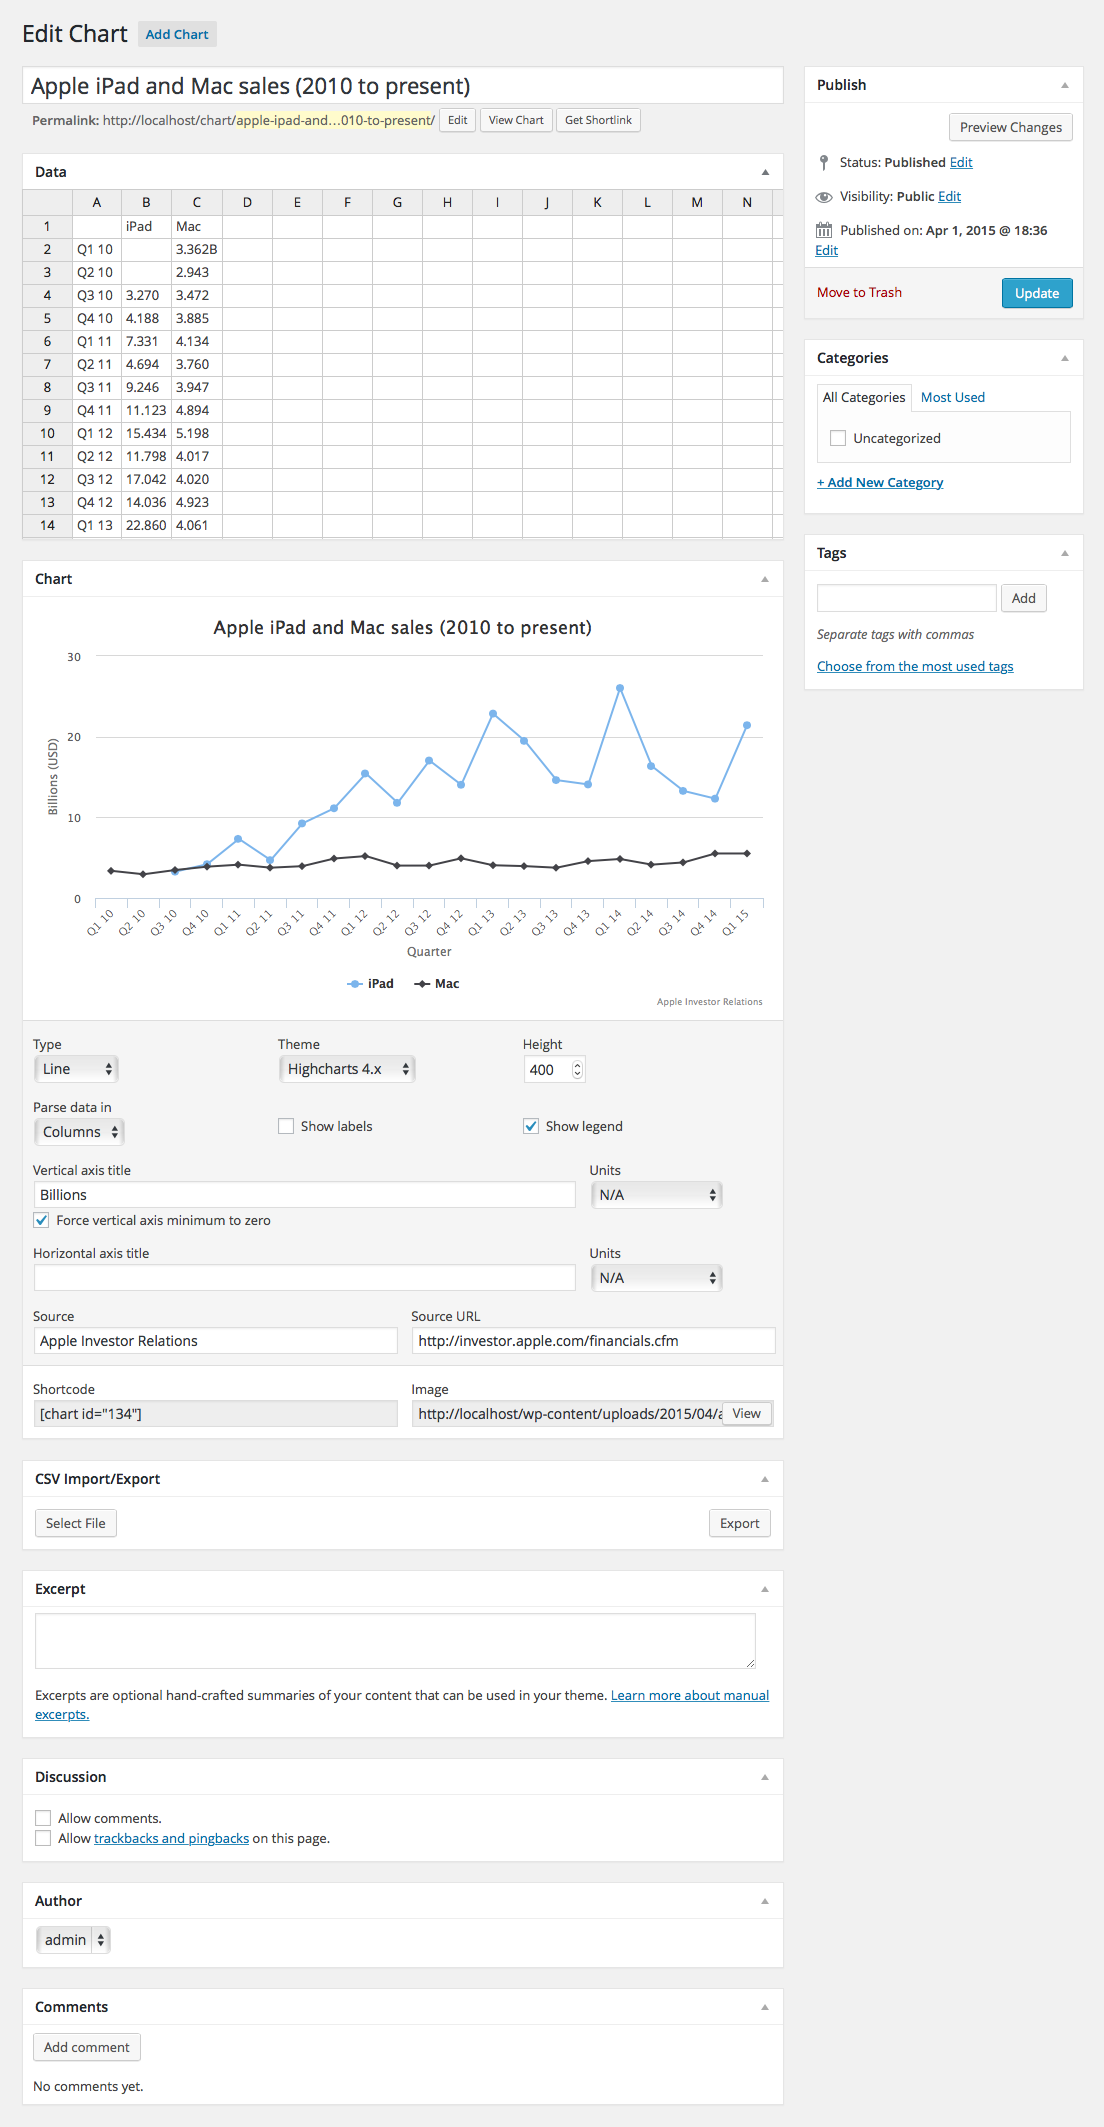 Edit Chart Add Chart
Apple iPad and Mac sales (2010 to present)
Permalink: http://localhost/chart/apple-ipad-and…010-to-present/ Edit View Chart Get Shortlink
Data
A B C D E F G H I J K L M N
1 iPad Mac
2 Q1 10 3.362B
3 Q2 10 2.943
4 Q3 10 3.270 3.472
5 Q4 10 4.188 3.885
6 Q1 11 7.331 4.134
7 Q2 11 4.694 3.760
8 Q3 11 9.246 3.947
9 Q4 11 11.123 4.894
10 Q1 12 15.434 5.198
11 Q2 12 11.798 4.017
12 Q3 12 17.042 4.020
13 Q4 12 14.036 4.923
14 Q1 13 22.860 4.061
Chart
Apple iPad and Mac sales (2010 to present)
30
20
10
0
Billions (USD)
Q1 10 Q2 10 Q3 10 Q4 10 Q1 11 Q2 11 Q3 11 Q4 11 Q1 12 Q2 12 Q3 12 Q4 12 Q1 13 Q2 13 Q3 13 Q4 13 Q1 14 Q2 14 Q3 14 Q4 14 Q1 15
Quarter
iPad Mac
Apple Investor Relations
Type Theme Height
Line Highcharts 4.x 400
Parse data in
Columns Show labels Show legend
Vertical axis title Units
Billions N/A
Force vertical axis minimum to zero
Horizontal axis title Units
N/A
Source Source URL
Apple Investor Relations http://investor.apple.com/financials.cfm
Shortcode Image
[chart id="134"] http://localhost/wp-content/uploads/2015/04/a View
CSV Import/Export
Select File Export
Excerpt
Excerpts are optional hand-crafted summaries of your content that can be used in your theme. Learn more about manual
excerpts.
Discussion
Allow comments.
Allow trackbacks and pingbacks on this page.
Author
admin
Comments
Add comment
No comments yet.
Publish
Preview Changes
Status: Published Edit
Visibility: Public Edit
Published on: Apr 1, 2015 @ 18:36
Edit
Move to Trash Update
Categories
All Categories Most Used
Uncategorized
+ Add New Category
Tags
Add
Separate tags with commas
Choose from the most used tags